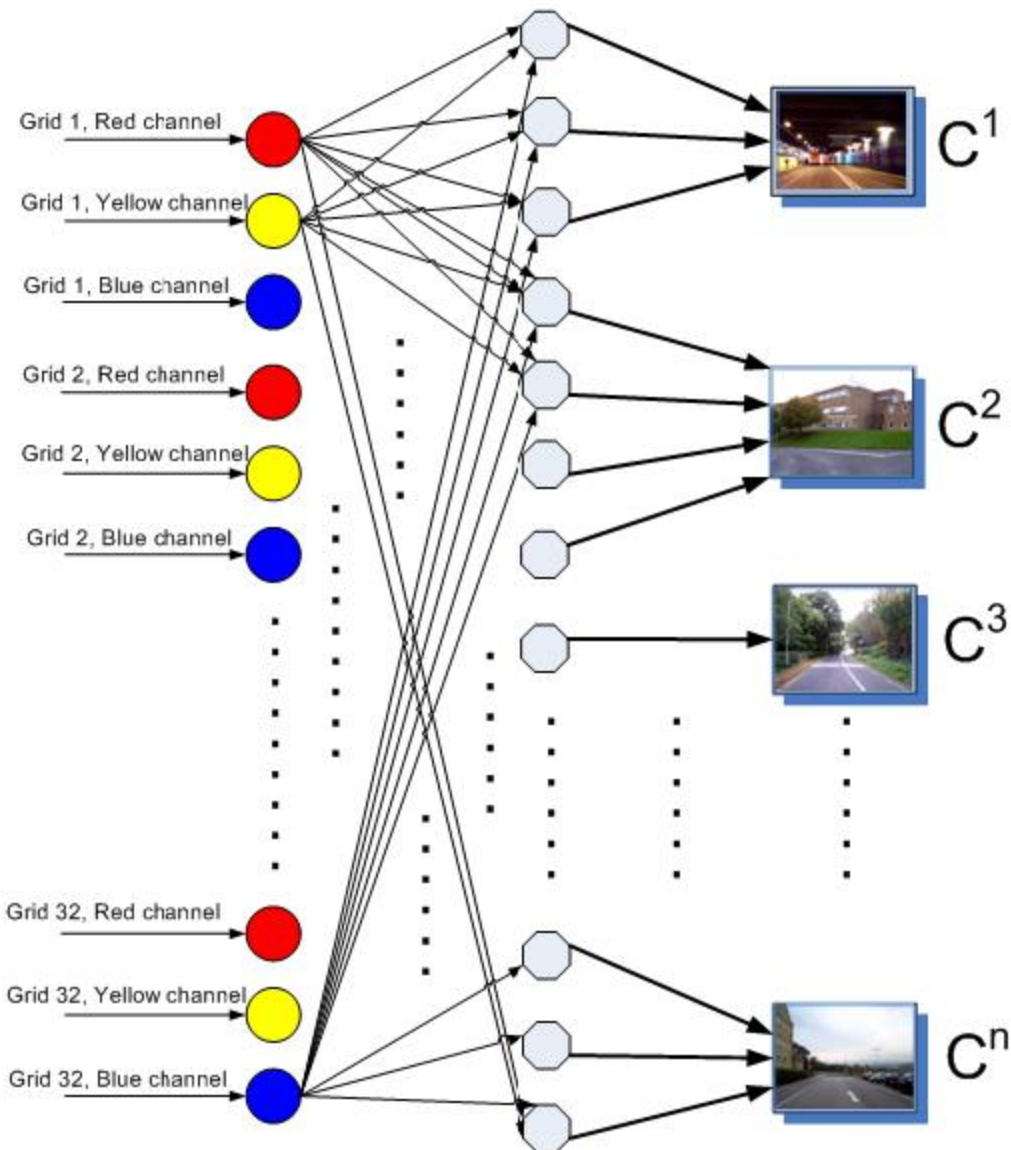 Grid 1, Red channel
Grid 1, Yellow channel
Grid 1, Blue channel
Grid 2, Red channel
Grid 2, Yellow channel
Grid 2, Blue channel
Grid 32, Red channel
Grid 32, Yellow channel
Grid 32, Blue channel
C¹
C²
C³
Cⁿ